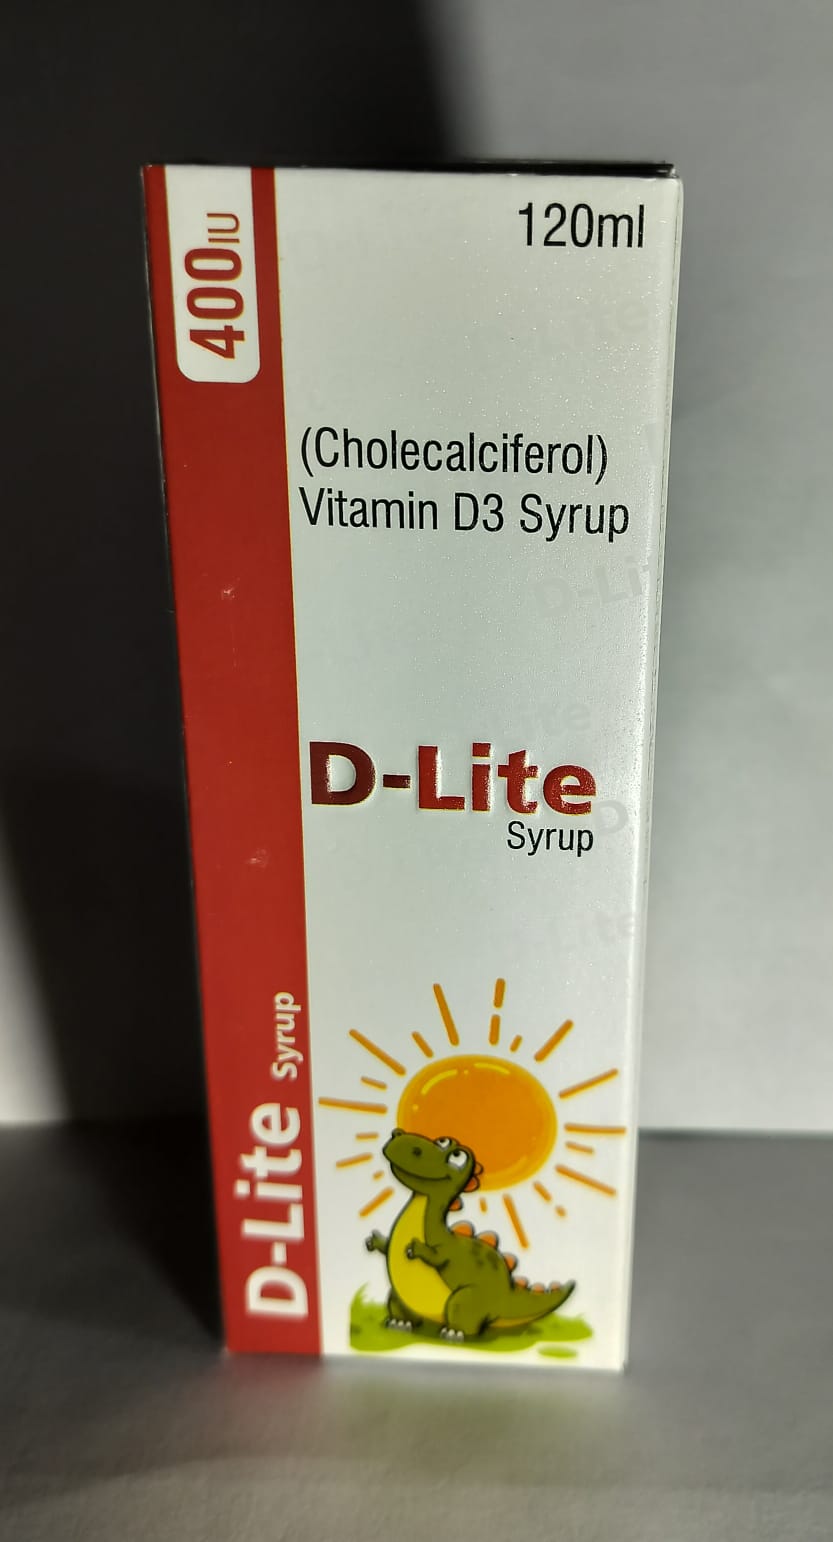 400IU
120ml
(Cholecalciferol)
Vitamin D3 Syrup
D-Lite
Syrup
D-Lite Syrup